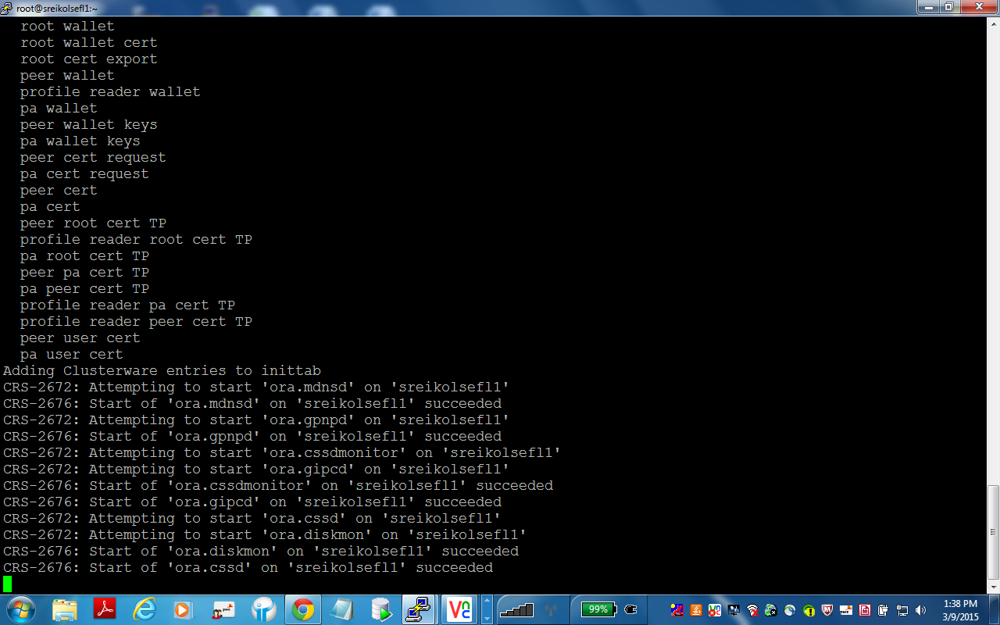 root@sreikolsefl1:~
root wallet
root wallet cert
root cert export
peer wallet
profile reader wallet
pa wallet
peer wallet keys
pa wallet keys
peer cert request
pa cert request
peer cert
pa cert
peer root cert TP
profile reader root cert TP
pa root cert TP
peer pa cert TP
pa peer cert TP
profile reader pa cert TP
profile reader peer cert TP
peer user cert
pa user cert
Adding Clusterware entries to inittab
CRS-2672: Attempting to start 'ora.mdnsd' on 'sreikolsefl1'
CRS-2676: Start of 'ora.mdnsd' on 'sreikolsefl1' succeeded
CRS-2672: Attempting to start 'ora.gpnpd' on 'sreikolsefl1'
CRS-2676: Start of 'ora.gpnpd' on 'sreikolsefl1' succeeded
CRS-2672: Attempting to start 'ora.cssdmonitor' on 'sreikolsefl1'
CRS-2672: Attempting to start 'ora.gipcd' on 'sreikolsefl1'
CRS-2676: Start of 'ora.cssdmonitor' on 'sreikolsefl1' succeeded
CRS-2676: Start of 'ora.gipcd' on 'sreikolsefl1' succeeded
CRS-2672: Attempting to start 'ora.cssd' on 'sreikolsefl1'
CRS-2672: Attempting to start 'ora.diskmon' on 'sreikolsefl1'
CRS-2676: Start of 'ora.diskmon' on 'sreikolsefl1' succeeded
CRS-2676: Start of 'ora.cssd' on 'sreikolsefl1' succeeded
99%
1:38 PM
3/9/2015